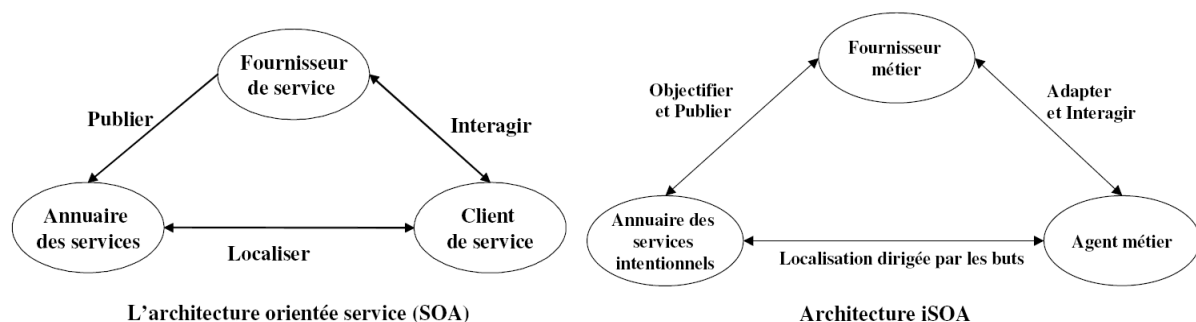 Fournisseur
de service
Publier
Interagir
Annuaire
des services
Client
de service
Localiser
L'architecture orientée service (SOA)
Fournisseur
métier
Objectifier
et Publier
Adapter
et Interagir
Annuaire des
services
intentionnels
Agent métier
Localisation dirigée par les buts
Architecture iSOA